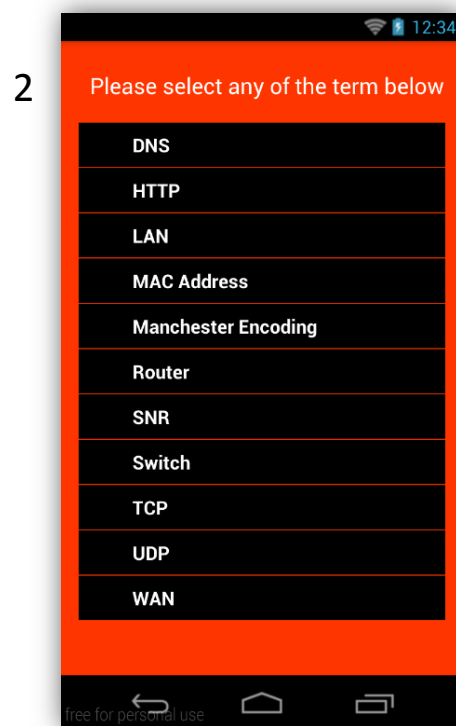 12:34
2
Please select any of the term below
DNS
HTTP
LAN
MAC Address
Manchester Encoding
Router
SNR
Switch
TCP
UDP
WAN
free for personal use